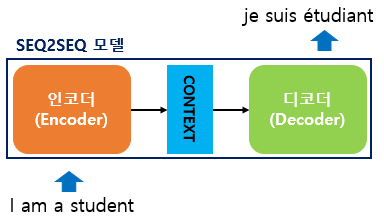 je suis étudiant
SEQ2SEQ 모델
인코더
(Encoder)
CONTEXT
디코더
(Decoder)
I am a student